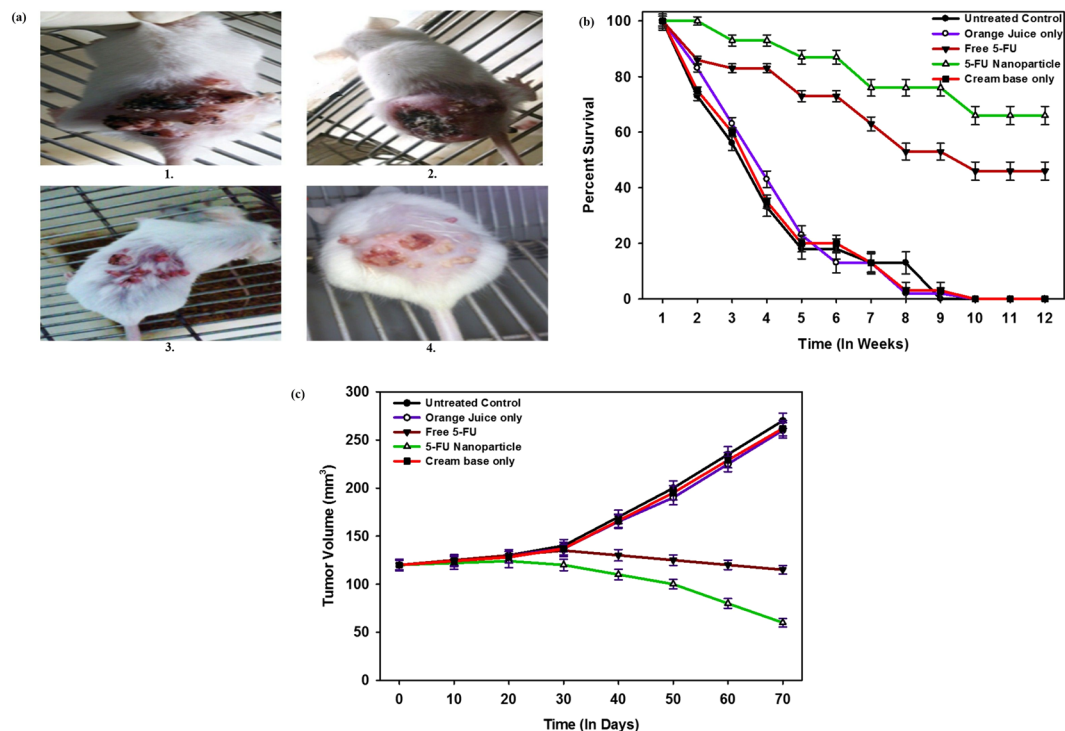 (a)
1.
2.
3.
4.
(b)
Untreated Control
Orange Juice only
Free 5-FU
5-FU Nanoparticle
Cream base only
100
80
60
40
20
0
Percent Survival
1 2 3 4 5 6 7 8 9 10 11 12
Time (In Weeks)
(c)
Untreated Control
Orange Juice only
Free 5-FU
5-FU Nanoparticle
Cream base only
300
250
200
150
100
50
0
Tumor Volume (mm³)
0 10 20 30 40 50 60 70
Time (In Days)